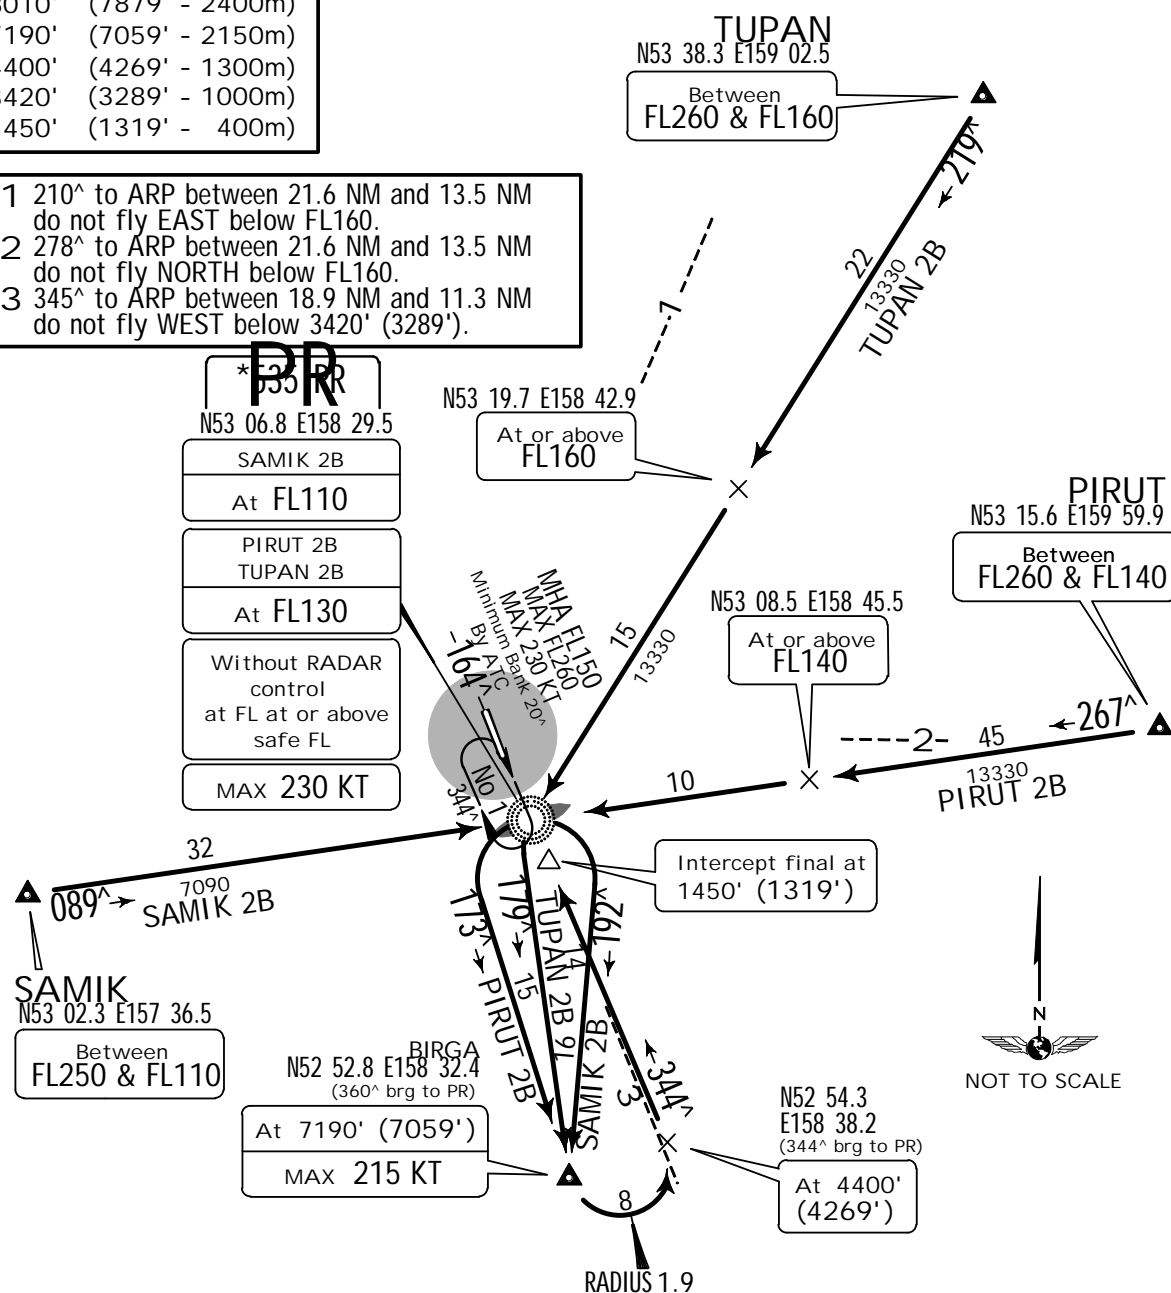 (7879' - 2400m)
7190' (7059' - 2150m)
4400' (4269' - 1300m)
3420' (3289' - 1000m)
1450' (1319' - 400m)
1 210^ to ARP between 21.6 NM and 13.5 NM
do not fly EAST below FL160.
2 278^ to ARP between 21.6 NM and 13.5 NM
do not fly NORTH below FL160.
3 345^ to ARP between 18.9 NM and 11.3 NM
do not fly WEST below 3420' (3289').
TUPAN
N53 38.3 E159 02.5
Between
FL260 & FL160
219^
22
13330
TUPAN 2B
1
PR
*535 PR
N53 06.8 E158 29.5
SAMIK 2B
At FL110
PIRUT 2B
TUPAN 2B
At FL130
Without RADAR
control
at FL at or above
safe FL
MAX 230 KT
N53 19.7 E158 42.9
At or above
FL160
15
13330
PIRUT
N53 15.6 E159 59.9
Between
FL260 & FL140
267^
45
13330
PIRUT 2B
2
N53 08.5 E158 45.5
At or above
FL140
10
MHA FL150
MAX FL260
MAX 230 KT
Minimum Bank 20^
By ATC
164^
No 1
344^
32
7090
089^
SAMIK 2B
SAMIK
N53 02.3 E157 36.5
Between
FL250 & FL110
Intercept final at
1450' (1319')
173^
PIRUT 2B
15
179^
TUPAN 2B
14
192^
SAMIK 2B
16
3
344^
BIRGA
N52 52.8 E158 32.4
(360^ brg to PR)
At 7190' (7059')
MAX 215 KT
8
RADIUS 1.9
N52 54.3
E158 38.2
(344^ brg to PR)
At 4400'
(4269')
N
NOT TO SCALE